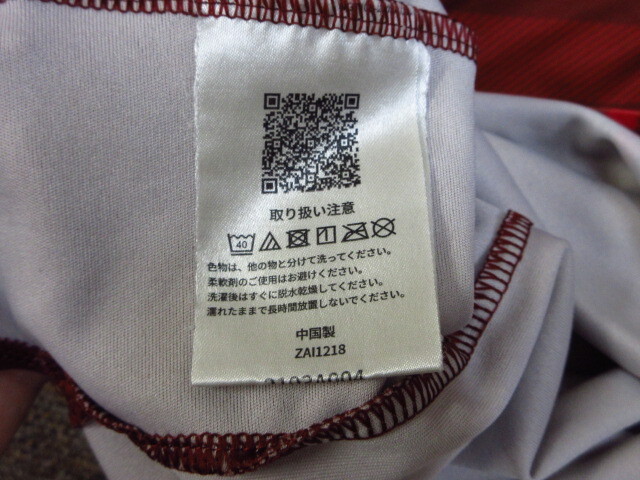 取り扱い注意
40
色物は、他の物と分けて洗ってください。
柔軟剤のご使用はお避けください。
洗濯後はすぐに脱水乾燥してください。
濡れたままで長時間放置しないでください。
中国製
ZAI1218